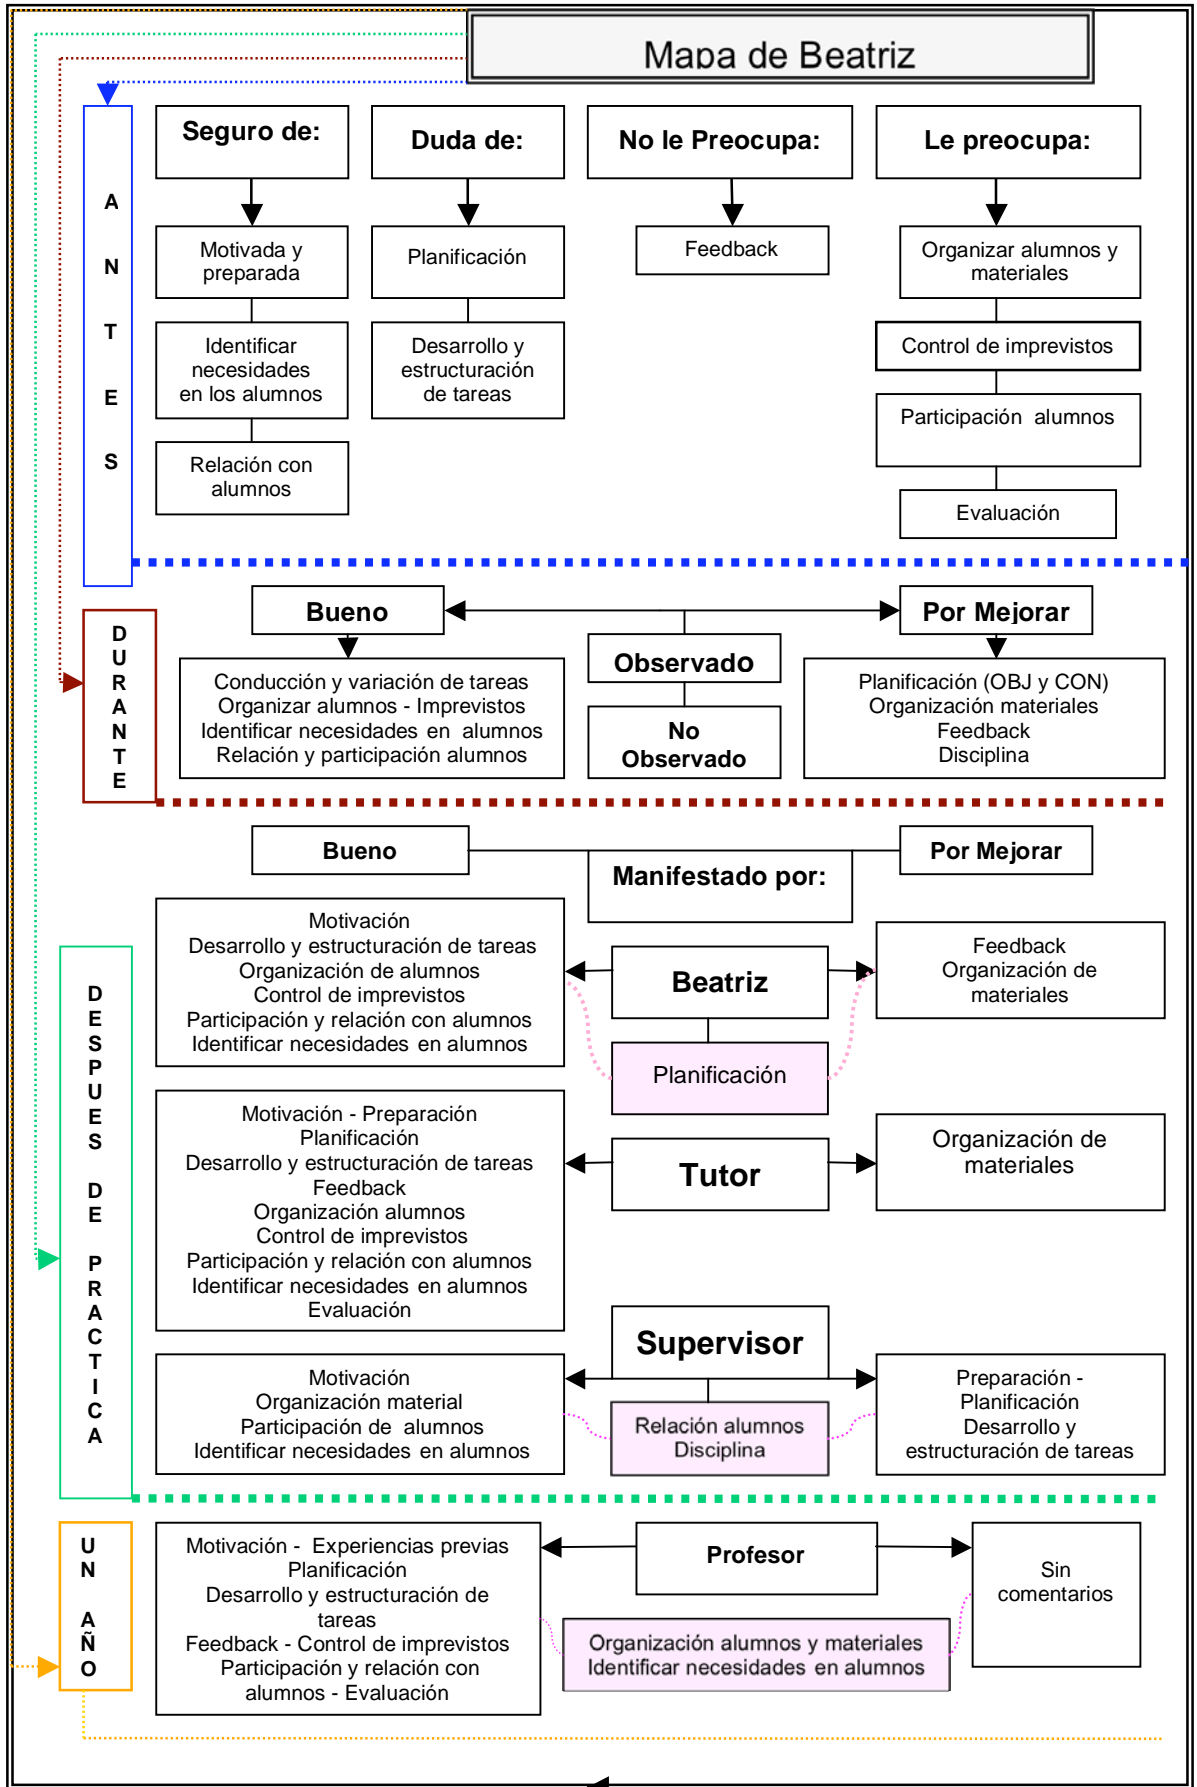 Mapa de Beatriz
A
N
T
E
S
Seguro de:
Motivada y
preparada
Identificar
necesidades
en los alumnos
Relación con
alumnos
Duda de:
Planificación
Desarrollo y
estructuración
de tareas
No le Preocupa:
Feedback
Le preocupa:
Organizar alumnos y
materiales
Control de imprevistos
Participación alumnos
Evaluación
D
U
R
A
N
T
E
Bueno
Conducción y variación de tareas
Organizar alumnos - Imprevistos
Identificar necesidades en alumnos
Relación y participación alumnos
Observado
No
Observado
Por Mejorar
Planificación (OBJ y CON)
Organización materiales
Feedback
Disciplina
D
E
S
P
U
E
S
D
E
P
R
A
C
T
I
C
A
Bueno
Manifestado por:
Por Mejorar
Motivación
Desarrollo y estructuración de tareas
Organización de alumnos
Control de imprevistos
Participación y relación con alumnos
Identificar necesidades en alumnos
Beatriz
Planificación
Feedback
Organización de
materiales
Motivación - Preparación
Planificación
Desarrollo y estructuración de tareas
Feedback
Organización alumnos
Control de imprevistos
Participación y relación con alumnos
Identificar necesidades en alumnos
Evaluación
Tutor
Organización de
materiales
Motivación
Organización material
Participación de alumnos
Identificar necesidades en alumnos
Supervisor
Relación alumnos
Disciplina
Preparación -
Planificación
Desarrollo y
estructuración de tareas
U
N
A
Ñ
O
Motivación - Experiencias previas
Planificación
Desarrollo y estructuración de
tareas
Feedback - Control de imprevistos
Participación y relación con
alumnos - Evaluación
Profesor
Organización alumnos y materiales
Identificar necesidades en alumnos
Sin
comentarios